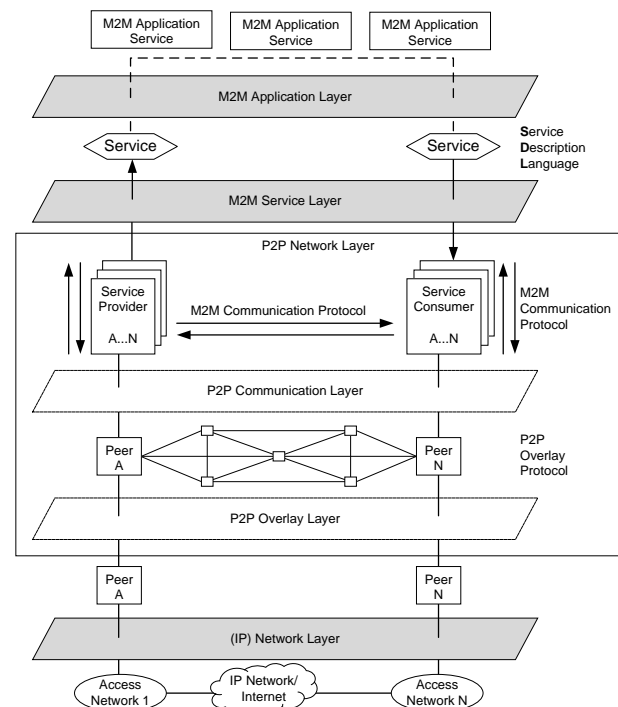 M2M Application
Service
M2M Application
Service
M2M Application
Service
M2M Application Layer
Service
Service
Service
Description
Language
M2M Service Layer
P2P Network Layer
Service
Provider
A...N
M2M Communication Protocol
Service
Consumer
A...N
M2M
Communication
Protocol
P2P Communication Layer
Peer
A
Peer
N
P2P
Overlay
Protocol
P2P Overlay Layer
Peer
A
Peer
N
(IP) Network Layer
Access
Network 1
IP Network/
Internet
Access
Network N